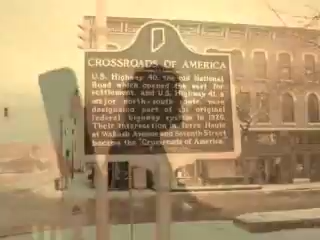 CROSSROADS OF AMERICA
U.S. Highway 40, the old National
Road which opened the west for
settlement, and U.S. Highway 41, a
major north-south route, were
designated part of the original
federal highway system in 1926.
Their intersection in Terre Haute
at Wabash Avenue and Seventh Street
became the "Crossroads of America."